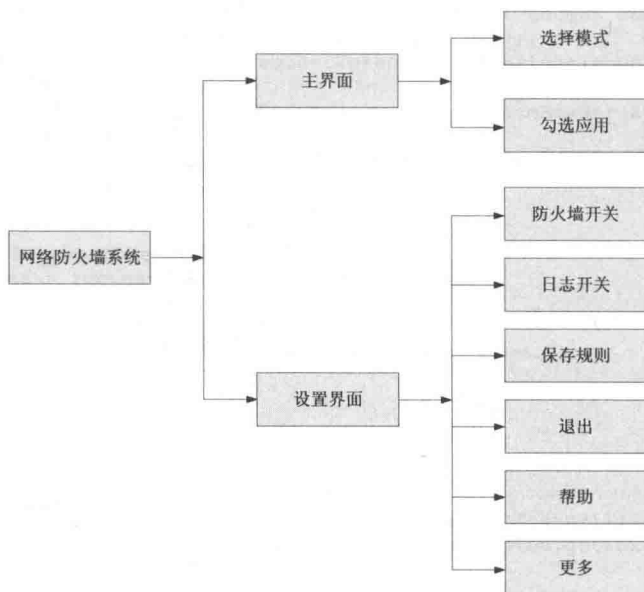 选择模式
主界面
勾选应用
防火墙开关
网络防火墙系统
日志开关
保存规则
设置界面
退出
帮助
更多